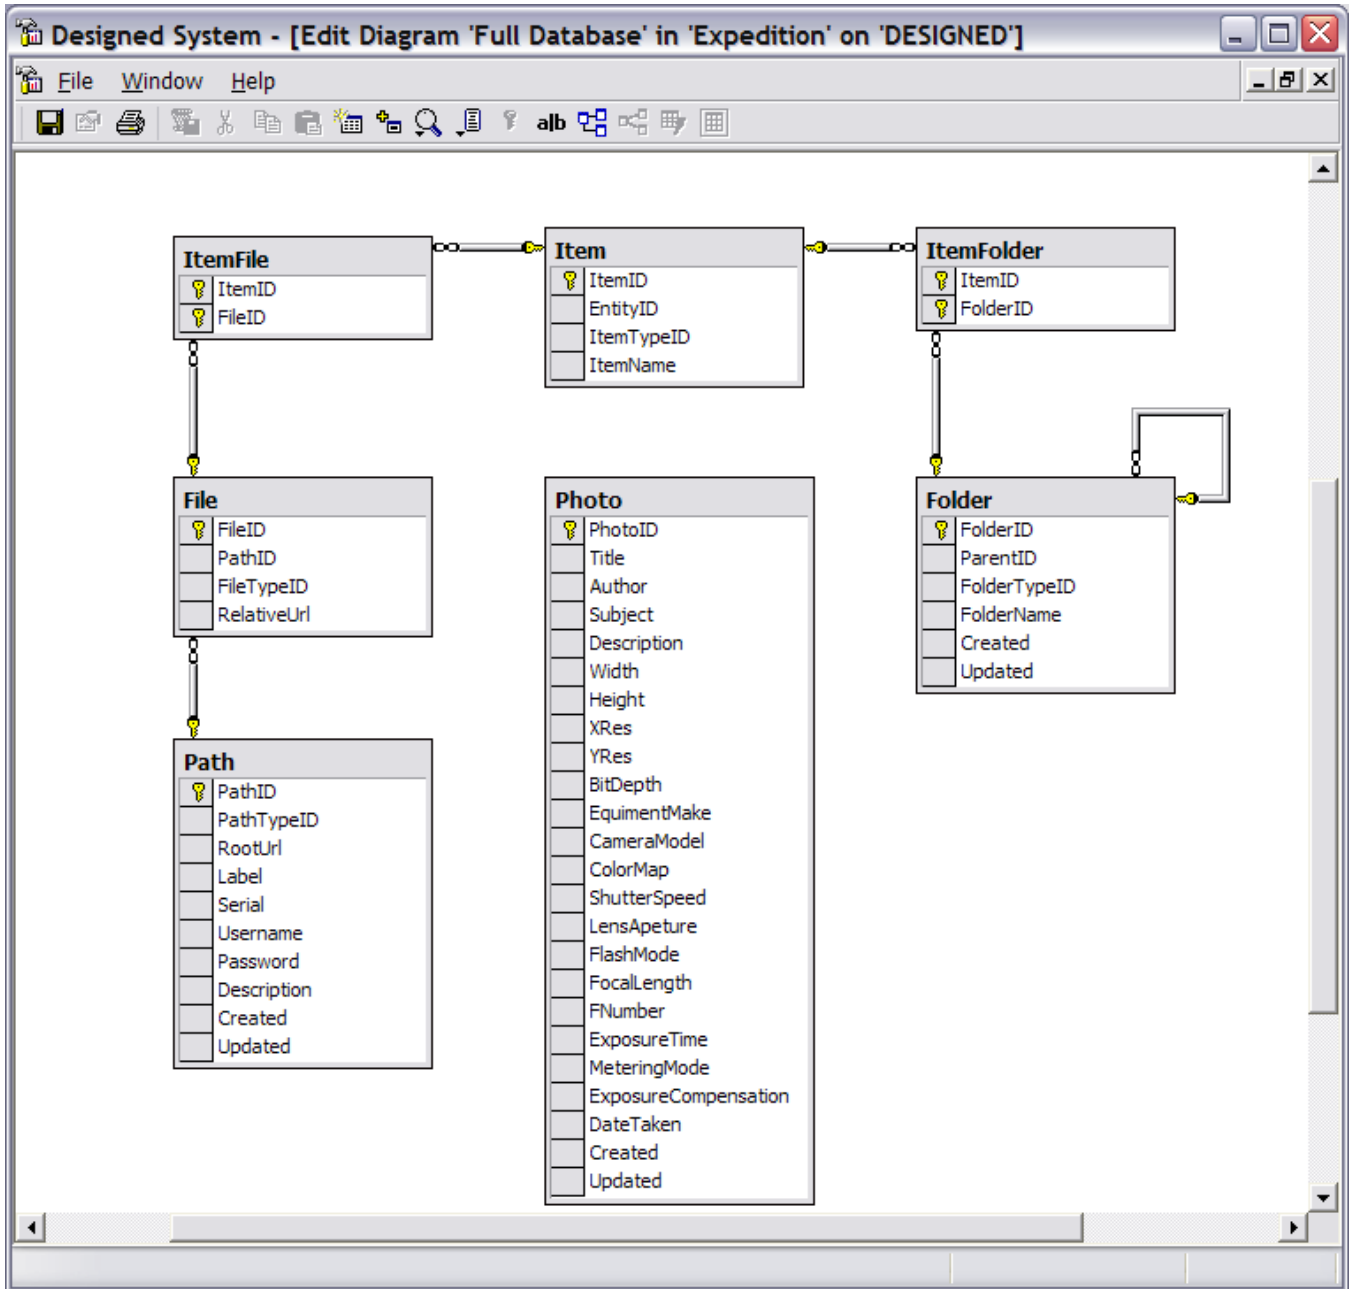 Designed System - [Edit Diagram 'Full Database' in 'Expedition' on 'DESIGNED']
File Window Help
a|b
ItemFile
ItemID
FileID
Item
ItemID
EntityID
ItemTypeID
ItemName
ItemFolder
ItemID
FolderID
File
FileID
PathID
FileTypeID
RelativeUrl
Photo
PhotoID
Title
Author
Subject
Description
Width
Height
XRes
YRes
BitDepth
EquimentMake
CameraModel
ColorMap
ShutterSpeed
LensApeture
FlashMode
FocalLength
FNumber
ExposureTime
MeteringMode
ExposureCompensation
DateTaken
Created
Updated
Folder
FolderID
ParentID
FolderTypeID
FolderName
Created
Updated
Path
PathID
PathTypeID
RootUrl
Label
Serial
Username
Password
Description
Created
Updated